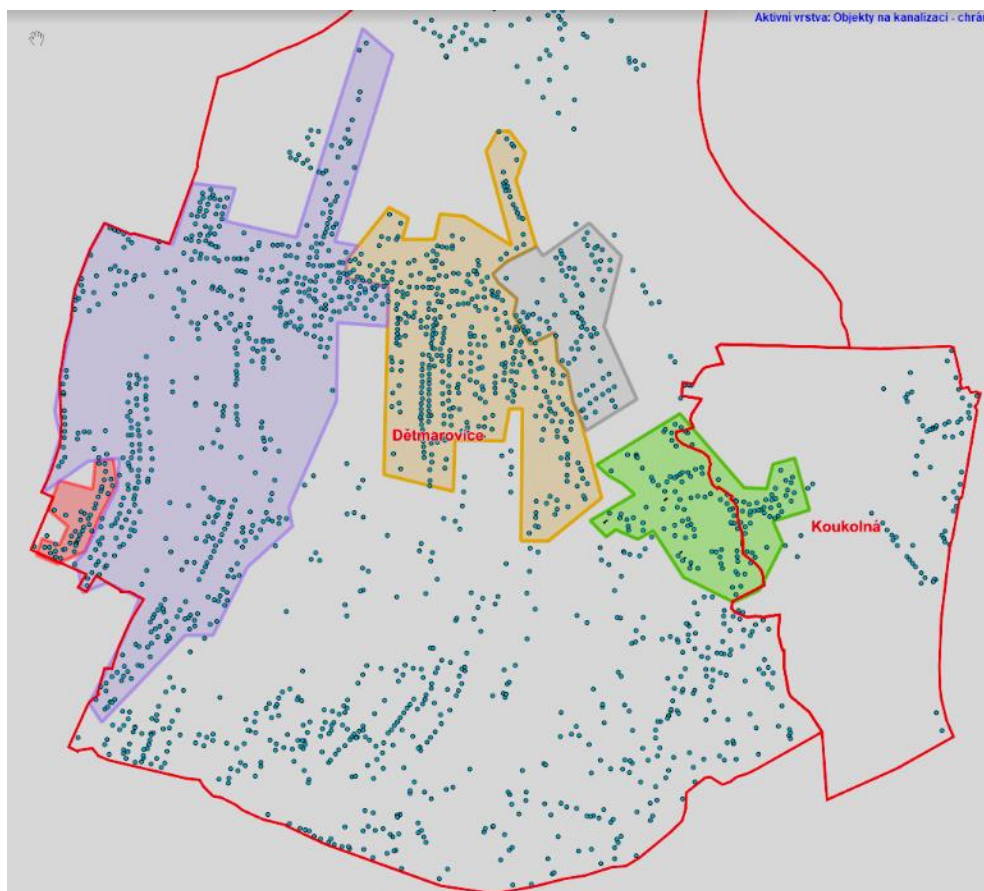 Aktivní vrstva: Objekty na kanalizaci - chrá
Dětmarovice
Koukolná